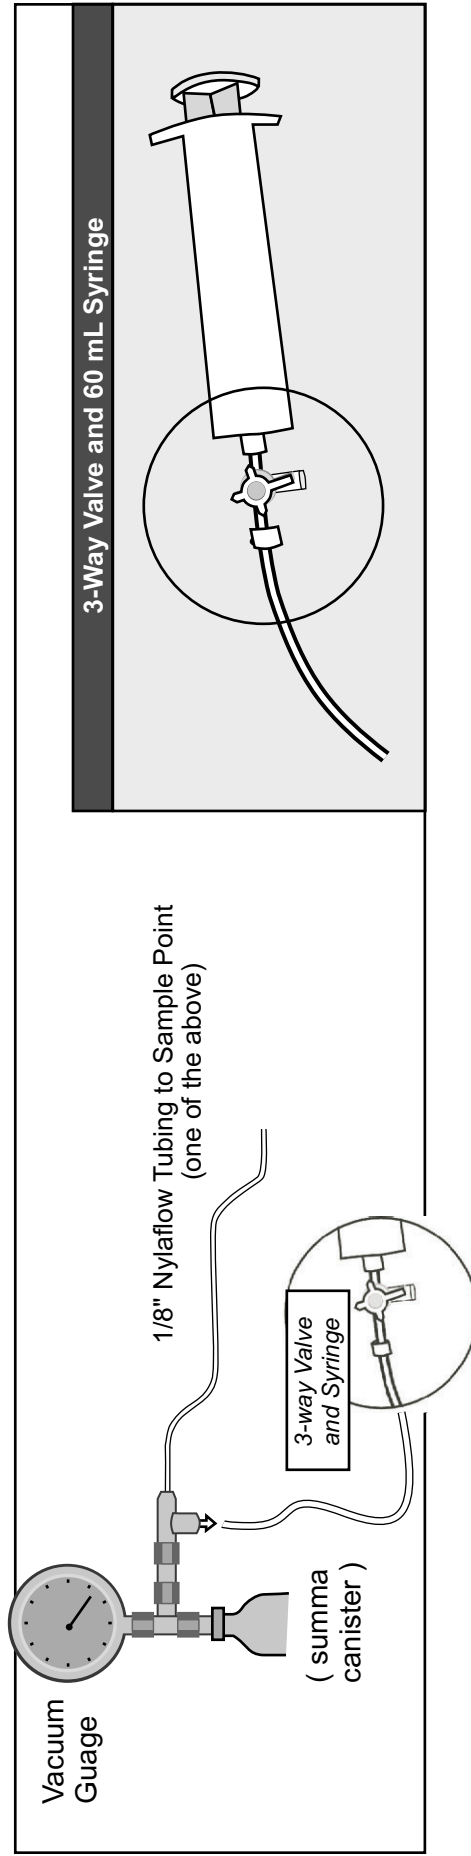 Vacuum
Guage
( summa
canister )
1/8" Nylaflow Tubing to Sample Point
(one of the above)
3-way Valve
and Syringe
3-Way Valve and 60 mL Syringe